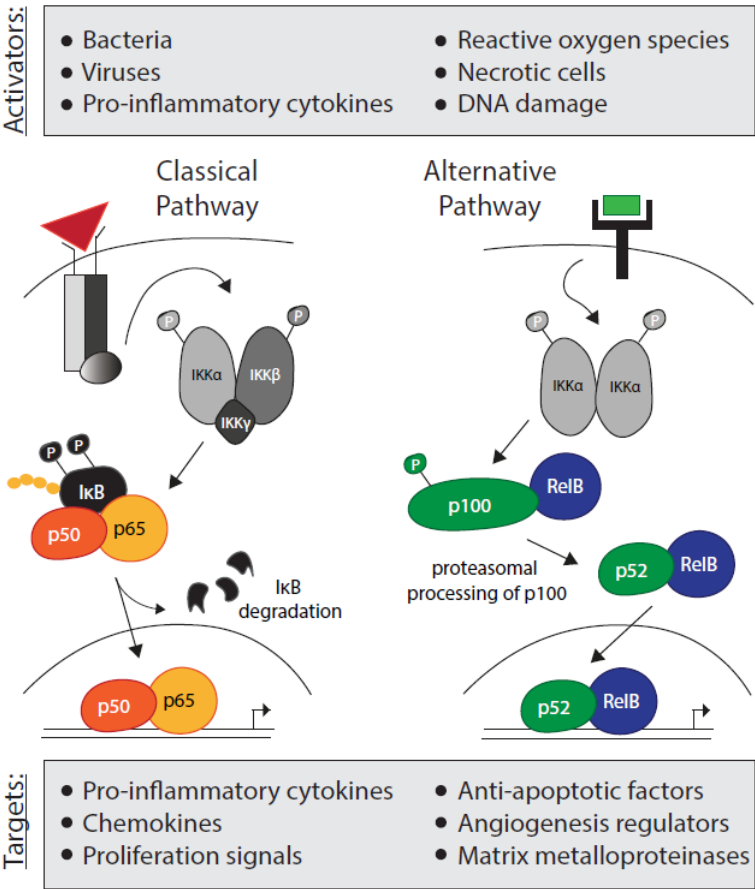 Activators:
• Bacteria
• Viruses
• Pro-inflammatory cytokines
• Reactive oxygen species
• Necrotic cells
• DNA damage
Classical
Pathway
P
P
IKKα
IKKβ
IKKγ
P
P
IκB
p50
p65
IκB
degradation
p50
p65
Alternative
Pathway
P
P
IKKα
IKKα
P
p100
RelB
proteasomal
processing of p100
p52
RelB
p52
RelB
Targets:
• Pro-inflammatory cytokines
• Chemokines
• Proliferation signals
• Anti-apoptotic factors
• Angiogenesis regulators
• Matrix metalloproteinases